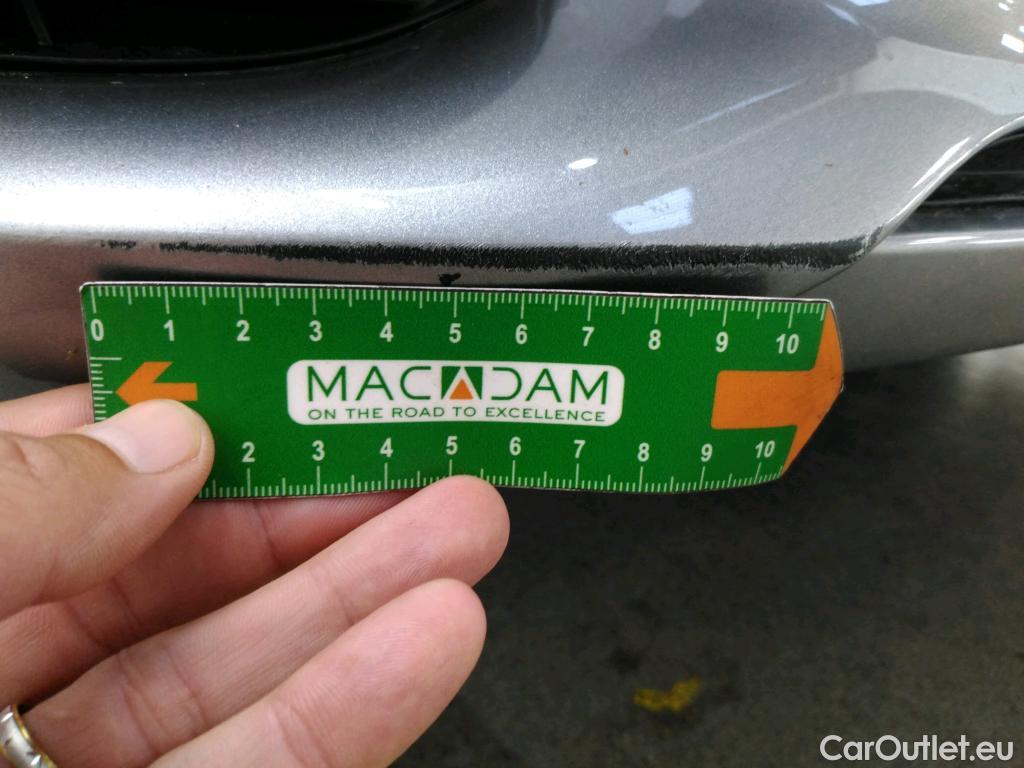 0 1 2 3 4 5 6 7 8 9 10
MACADAM
ON THE ROAD TO EXCELLENCE
2 3 4 5 6 7 8 9 10
CarOutlet.eu